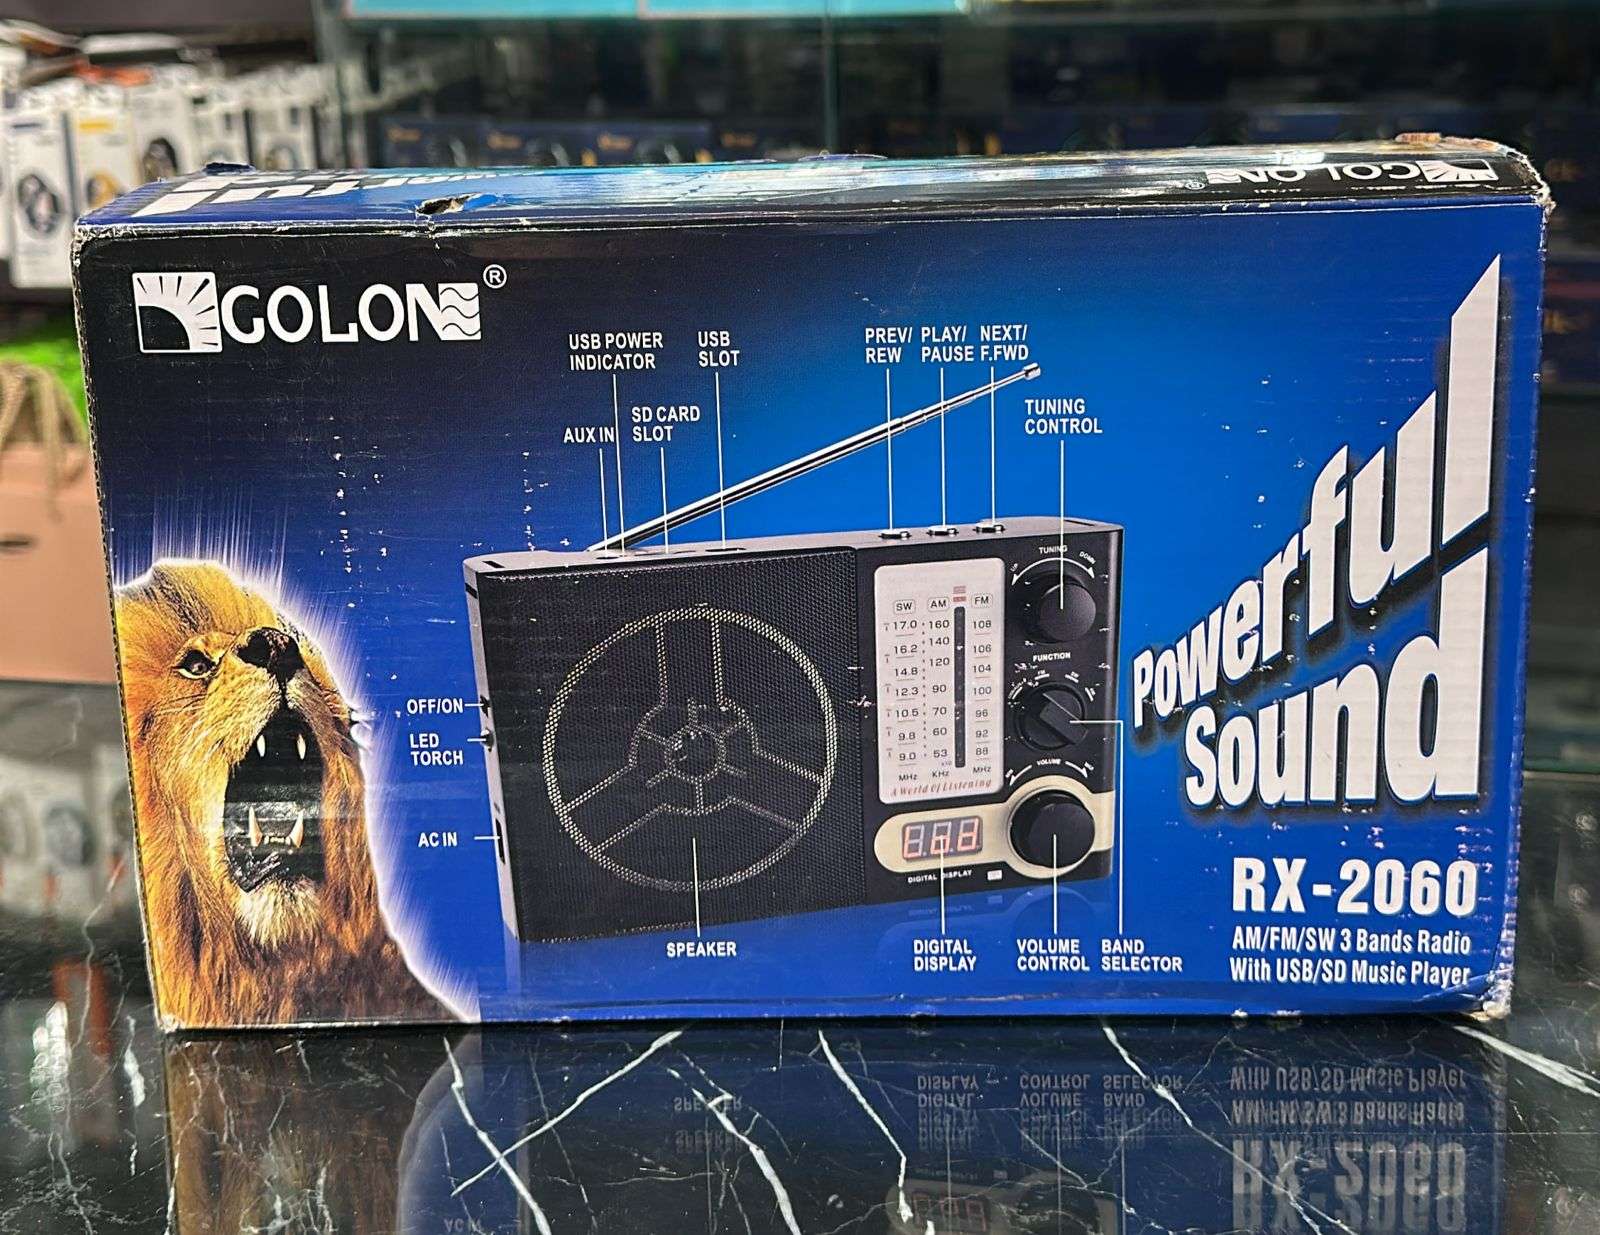 GOLON
GOLON®
USB POWER
INDICATOR
USB
SLOT
PREV/
REW
PLAY/
PAUSE
NEXT/
F.FWD
AUX IN
SD CARD
SLOT
TUNING
CONTROL
Powerful
Sound
TUNING
UP
DOWN
SW AM FM
17.0 160 108
16.2 140 106
14.8 120 104
12.3 90 100
10.5 70 96
9.8 60 92
9.0 53 88
MHz KHz MHz
A World Of Listening
FUNCTION
VOLUME
OFF/ON
LED
TORCH
AC IN
DIGITAL DISPLAY
SPEAKER
DIGITAL
DISPLAY
VOLUME
CONTROL
BAND
SELECTOR
RX-2060
AM/FM/SW 3 Bands Radio
With USB/SD Music Player